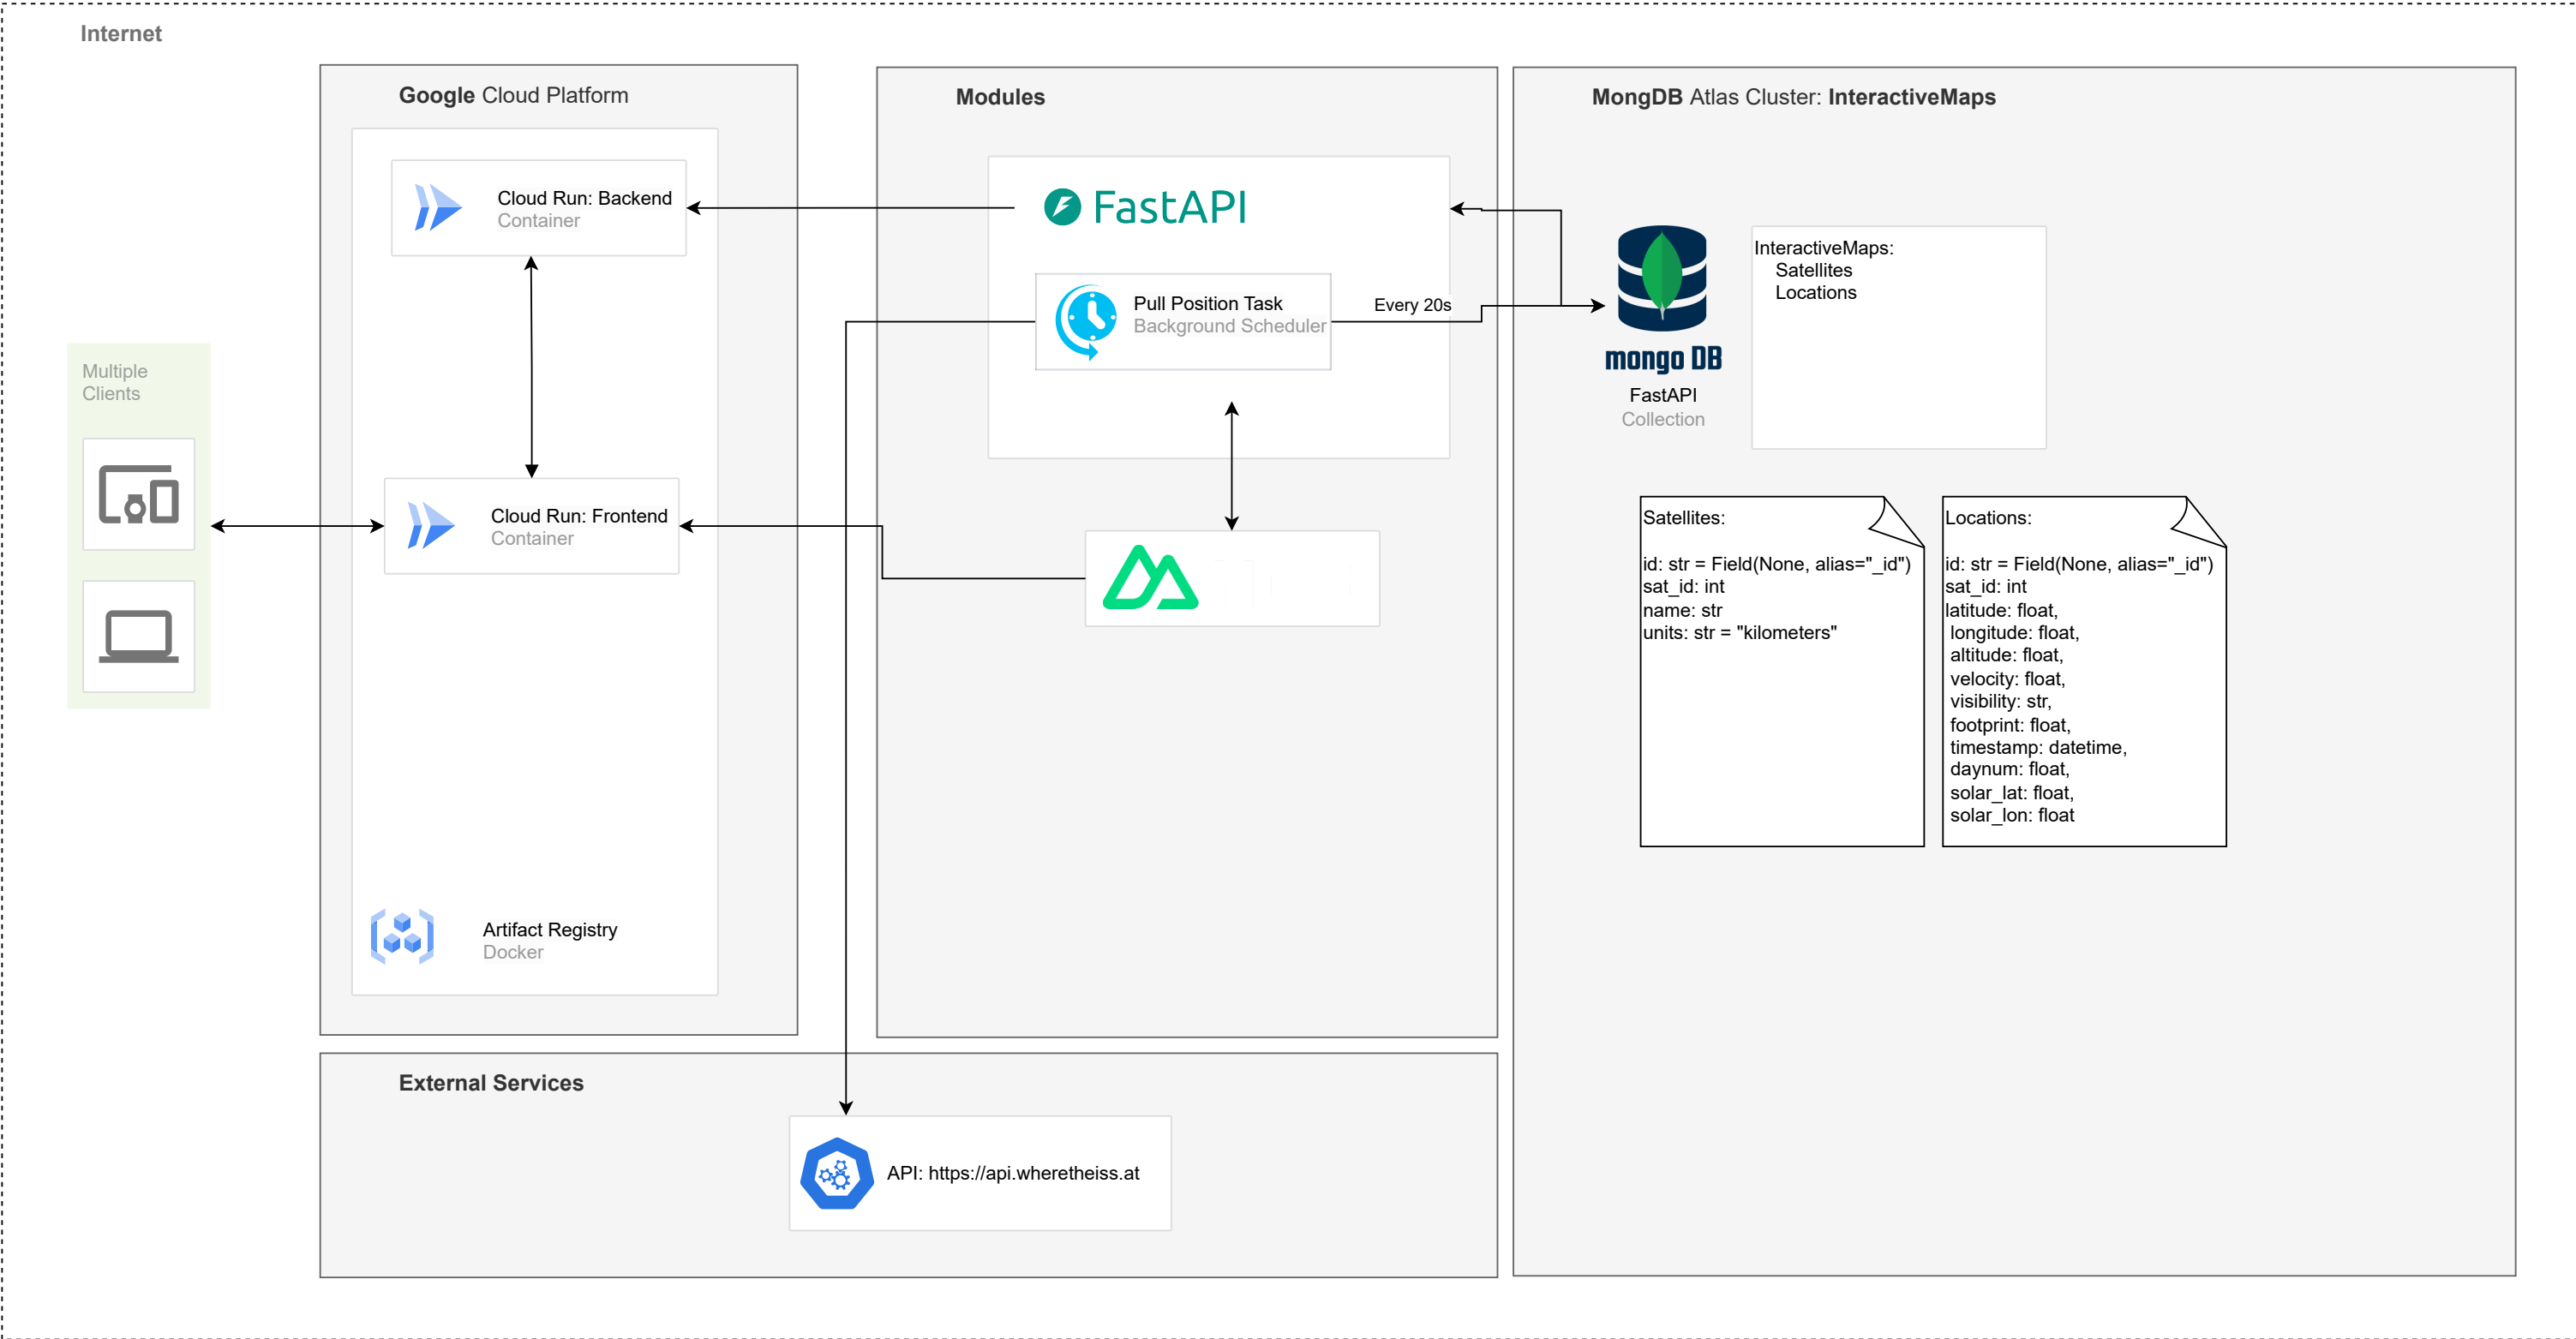 Internet
Google Cloud Platform
Cloud Run: Backend
Container
Cloud Run: Frontend
Container
Artifact Registry
Docker
Multiple
Clients
Modules
FastAPI
Pull Position Task
Background Scheduler
Every 20s
MongDB Atlas Cluster: InteractiveMaps
mongo DB
FastAPI
Collection
InteractiveMaps:
Satellites
Locations
Satellites:
id: str = Field(None, alias="_id")
sat_id: int
name: str
units: str = "kilometers"
Locations:
id: str = Field(None, alias="_id")
sat_id: int
latitude: float,
longitude: float,
altitude: float,
velocity: float,
visibility: str,
footprint: float,
timestamp: datetime,
daynum: float,
solar_lat: float,
solar_lon: float
External Services
API: https://api.wheretheiss.at